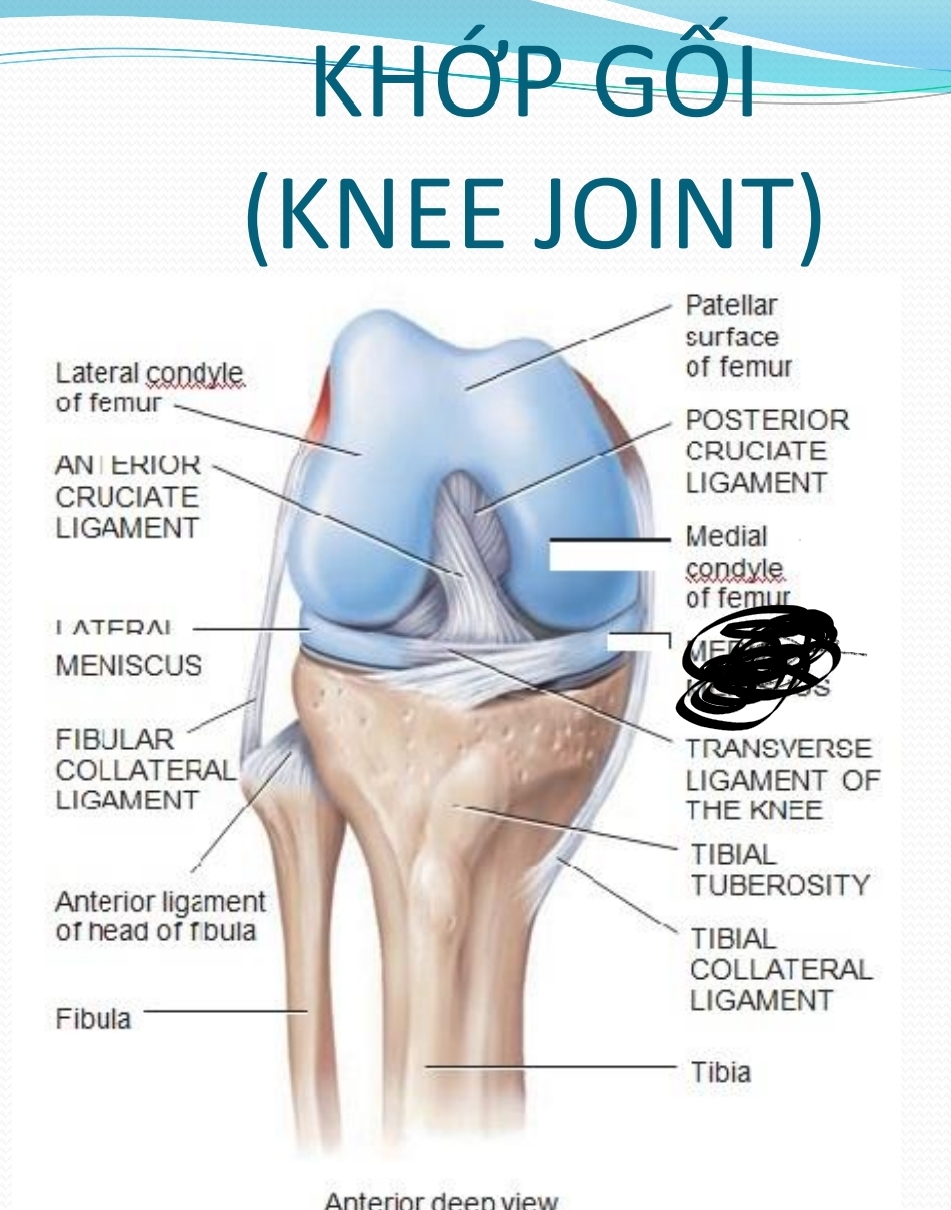 KHỚP GỐI
(KNEE JOINT)
Patellar
surface
of femur
Lateral condyle
of femur
POSTERIOR
CRUCIATE
LIGAMENT
ANTERIOR
CRUCIATE
LIGAMENT
Medial
condyle
of femur
LATERAL
MENISCUS
FIBULAR
COLLATERAL
LIGAMENT
TRANSVERSE
LIGAMENT OF
THE KNEE
TIBIAL
TUBEROSITY
Anterior ligament
of head of fibula
TIBIAL
COLLATERAL
LIGAMENT
Fibula
Tibia
Anterior deep view